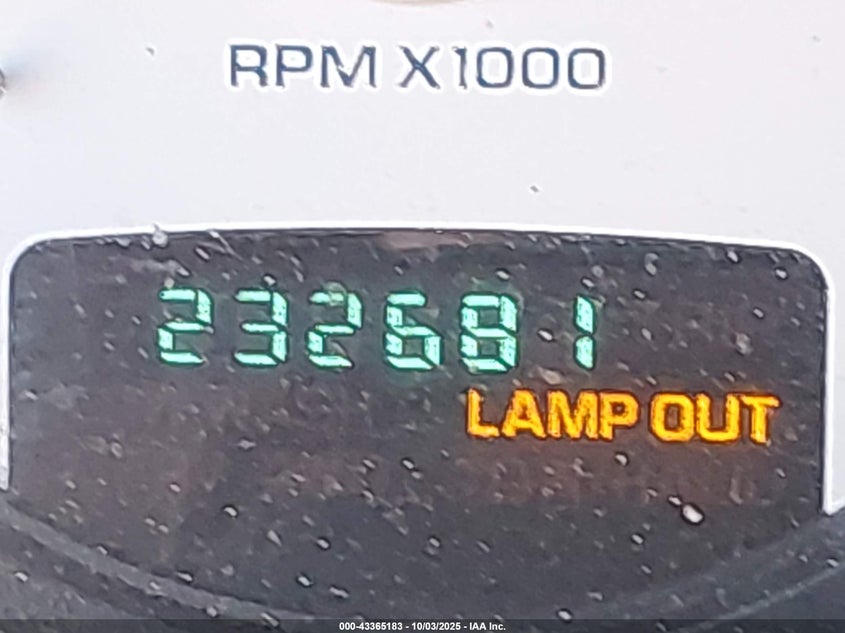 RPM X1000
232681
LAMP OUT
000-43365183 - 10/03/2025 - IAA Inc.